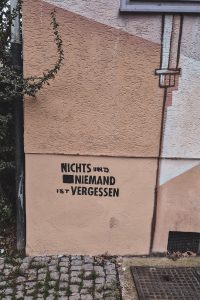 NICHTS UND
NIEMAND
IST VERGESSEN